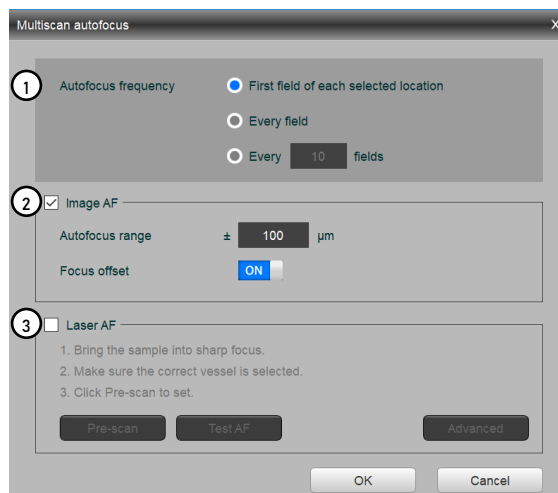 Multiscan autofocus X
1 Autofocus frequency First field of each selected location
Every field
Every 10 fields
2 Image AF
Autofocus range ± 100 µm
Focus offset ON
3 Laser AF
1. Bring the sample into sharp focus.
2. Make sure the correct vessel is selected.
3. Click Pre-scan to set.
Pre-scan Test AF Advanced
OK Cancel